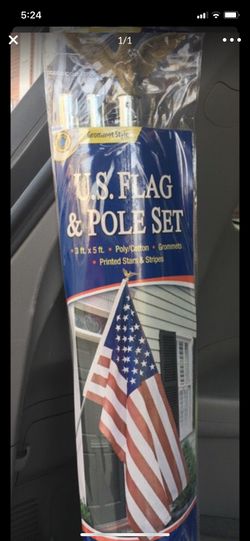 5:24
1/1
Grommet Style
U.S. FLAG
& POLE SET
• 3 ft. x 5 ft. • Poly/Cotton • Grommets
• Printed Stars & Stripes